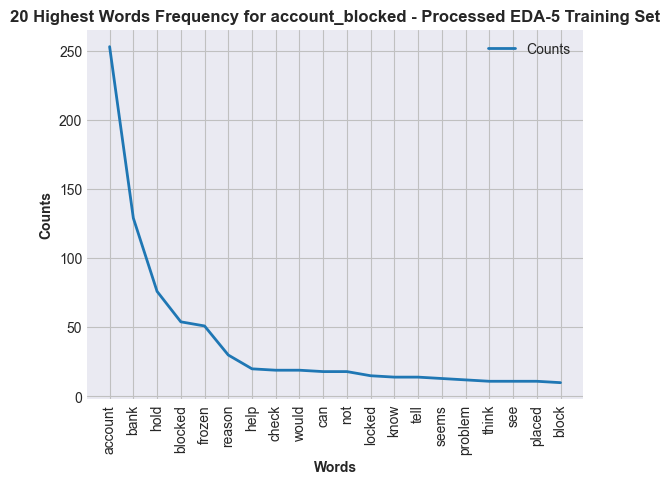 20 Highest Words Frequency for account_blocked - Processed EDA-5 Training Set
Counts
250
200
150
100
50
0
Counts
account
bank
hold
blocked
frozen
reason
help
check
would
can
not
locked
know
tell
seems
problem
think
see
placed
block
Words